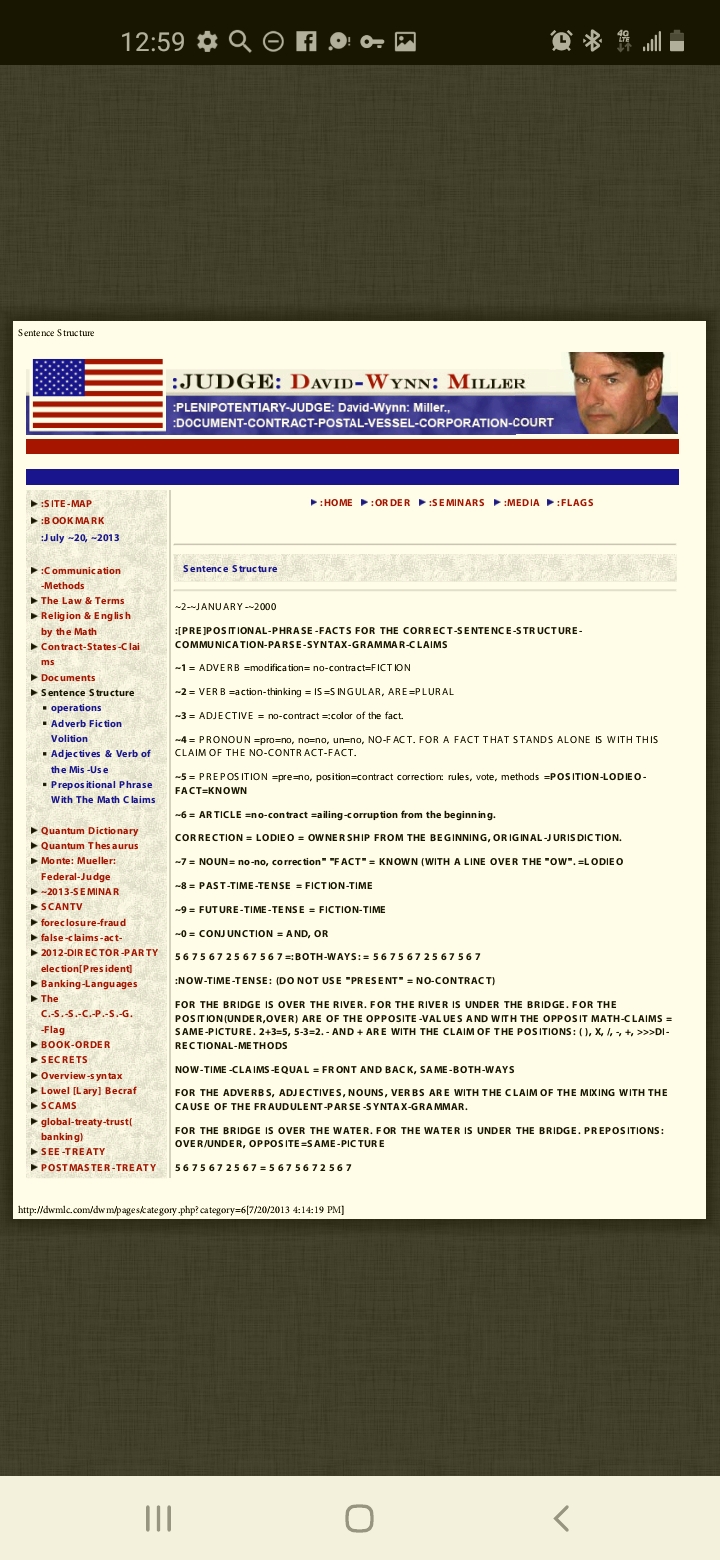 12:59
4G
LTE
Sentence Structure
:JUDGE: DAVID-WYNN: MILLER
:PLENIPOTENTIARY-JUDGE: David-Wynn: Miller.,
:DOCUMENT-CONTRACT-POSTAL-VESSEL-CORPORATION-COURT
:SITE-MAP
:BOOKMARK
:July ~20, ~2013
:Communication
-Methods
The Law & Terms
Religion & English
by the Math
Contract-States-Clai
ms
Documents
Sentence Structure
operations
Adverb Fiction
Volition
Adjectives & Verb of
the Mis -Use
Prepositional Phrase
With The Math Claims
Quantum Dictionary
Quantum Thesaurus
Monte: Mueller:
Federal-Judge
~2013-SEMINAR
SCANTV
foreclosure-fraud
false-claims-act-
2012-DIRECTOR-PARTY
election[President]
Banking-Languages
The
C.-S.-S.-C.-P.-S.-G.
-Flag
BOOK-ORDER
SECRETS
Overview-syntax
Lowel [Lary] Becraf
SCAMS
global-treaty-trust(
banking)
SEE-TREATY
POSTMASTER-TREATY
:HOME :ORDER :SEMINARS :MEDIA :FLAGS
Sentence Structure
~2-~JANUARY-~2000
:[PRE]POSITIONAL-PHRASE-FACTS FOR THE CORRECT-SENTENCE-STRUCTURE-
COMMUNICATION-PARSE-SYNTAX-GRAMMAR-CLAIMS
~1 = ADVERB =modification= no-contract=FICTION
~2 = VERB =action-thinking = IS=SINGULAR, ARE=PLURAL
~3 = ADJECTIVE = no-contract =:color of the fact.
~4 = PRONOUN =pro=no, no=no, un=no, NO-FACT. FOR A FACT THAT STANDS ALONE IS WITH THIS
CLAIM OF THE NO-CONTRACT-FACT.
~5 = PREPOSITION =pre=no, position=contract correction: rules, vote, methods =POSITION-LODIEO-
FACT=KNOWN
~6 = ARTICLE =no-contract =ailing-corruption from the beginning.
CORRECTION = LODIEO = OWNERSHIP FROM THE BEGINNING, ORIGINAL-JURISDICTION.
~7 = NOUN= no-no, correction" "FACT" = KNOWN (WITH A LINE OVER THE "OW". =LODIEO
~8 = PAST-TIME-TENSE = FICTION-TIME
~9 = FUTURE-TIME-TENSE = FICTION-TIME
~0 = CONJUNCTION = AND, OR
5 6 7 5 6 7 2 5 6 7 5 6 7 =:BOTH-WAYS: = 5 6 7 5 6 7 2 5 6 7 5 6 7
:NOW-TIME-TENSE: (DO NOT USE "PRESENT" = NO-CONTRACT)
FOR THE BRIDGE IS OVER THE RIVER. FOR THE RIVER IS UNDER THE BRIDGE. FOR THE
POSITION(UNDER,OVER) ARE OF THE OPPOSITE-VALUES AND WITH THE OPPOSIT MATH-CLAIMS =
SAME-PICTURE. 2+3=5, 5-3=2. - AND + ARE WITH THE CLAIM OF THE POSITIONS: ( ), X, /, -, +, >>>DI-
RECTIONAL-METHODS
NOW-TIME-CLAIMS-EQUAL = FRONT AND BACK, SAME-BOTH-WAYS
FOR THE ADVERBS, ADJECTIVES, NOUNS, VERBS ARE WITH THE CLAIM OF THE MIXING WITH THE
CAUSE OF THE FRAUDULENT-PARSE-SYNTAX-GRAMMAR.
FOR THE BRIDGE IS OVER THE WATER. FOR THE WATER IS UNDER THE BRIDGE. PREPOSITIONS:
OVER/UNDER, OPPOSITE=SAME-PICTURE
5 6 7 5 6 7 2 5 6 7 = 5 6 7 5 6 7 2 5 6 7
http://dwmlc.com/dwm/pages/category.php?category=6[7/20/2013 4:14:19 PM]